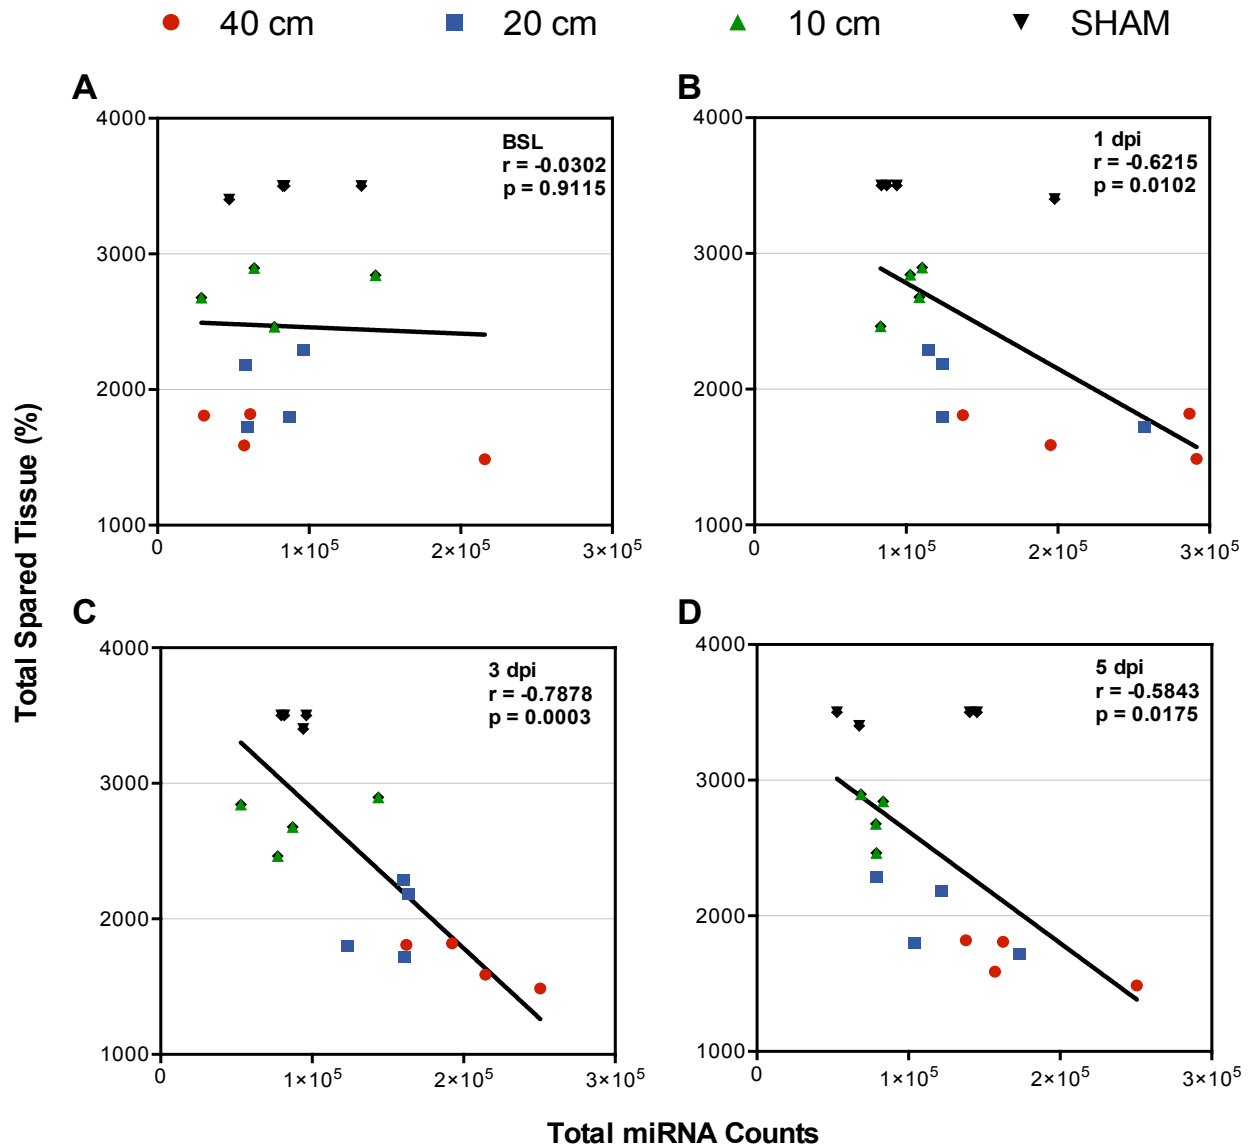 40 cm 20 cm 10 cm SHAM
A
4000
3000
2000
1000
BSL
r = -0.0302
p = 0.9115
0 1×10⁵ 2×10⁵ 3×10⁵
B
4000
3000
2000
1000
1 dpi
r = -0.6215
p = 0.0102
0 1×10⁵ 2×10⁵ 3×10⁵
C
4000
3000
2000
1000
3 dpi
r = -0.7878
p = 0.0003
0 1×10⁵ 2×10⁵ 3×10⁵
D
4000
3000
2000
1000
5 dpi
r = -0.5843
p = 0.0175
0 1×10⁵ 2×10⁵ 3×10⁵
Total Spared Tissue (%)
Total miRNA Counts